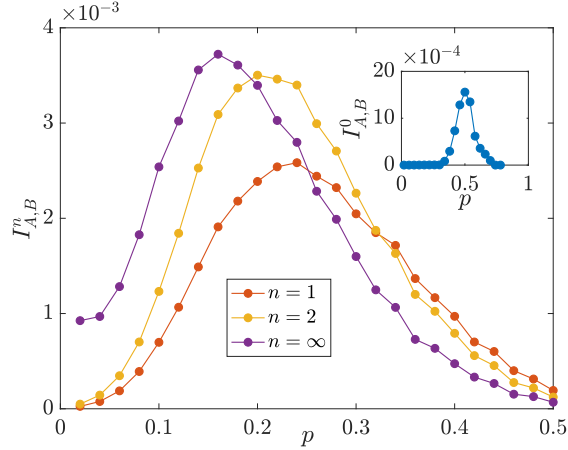 ×10⁻³
4
3
2
1
0
I^n_{A,B}
0
0.1
0.2
0.3
0.4
0.5
p
n = 1
n = 2
n = ∞
×10⁻⁴
20
10
0
I^0_{A,B}
0
0.5
1
p